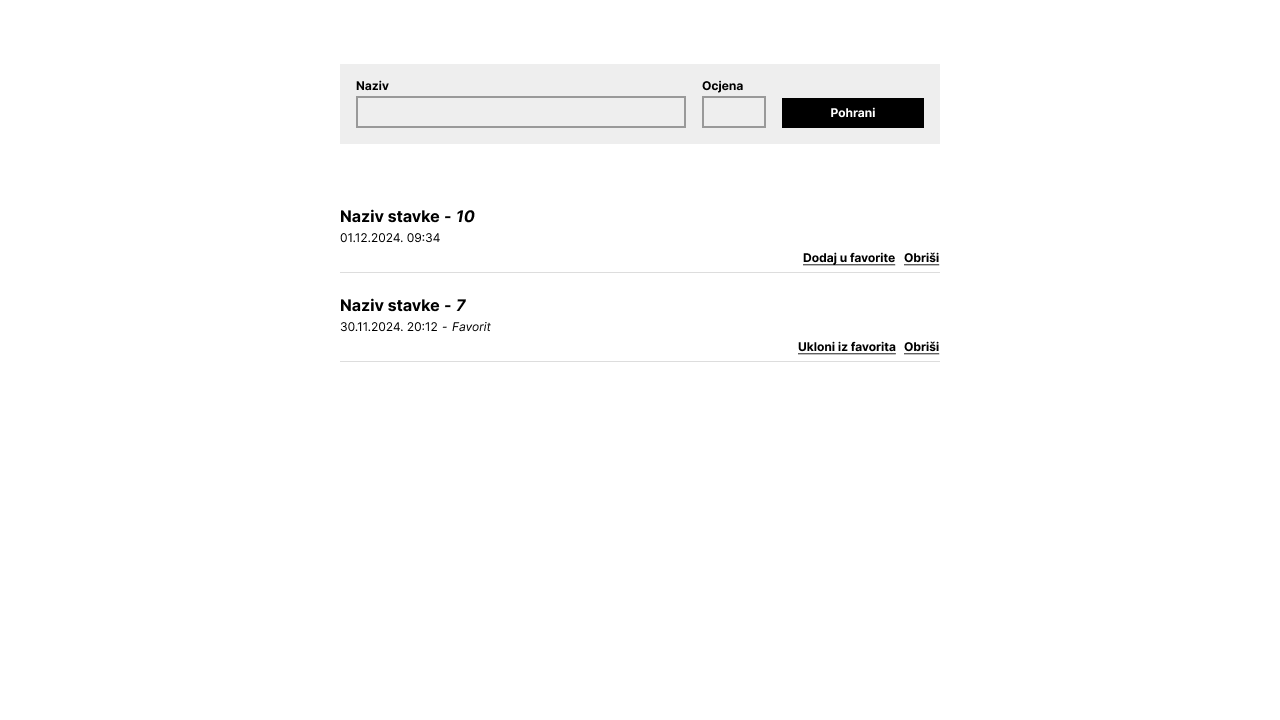 Naziv
Ocjena
Pohrani
Naziv stavke - 10
01.12.2024. 09:34
Dodaj u favorite Obriši
Naziv stavke - 7
30.11.2024. 20:12 - Favorit
Ukloni iz favorita Obriši